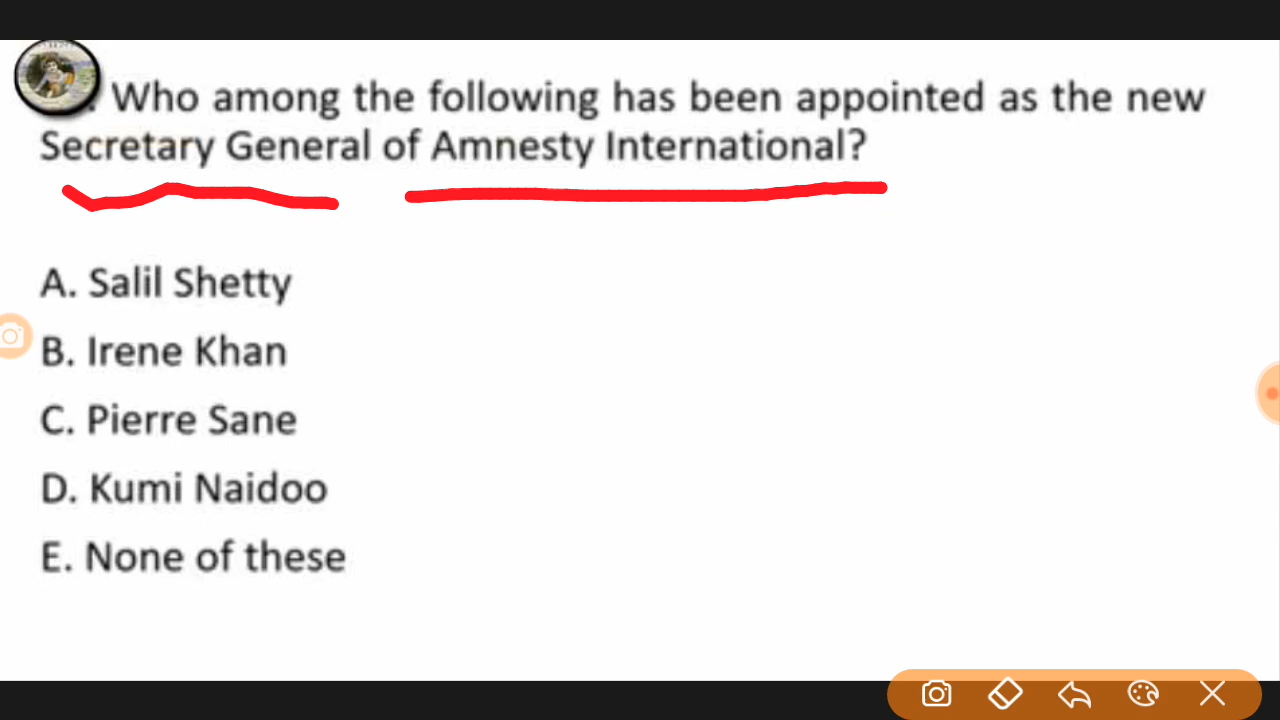 Who among the following has been appointed as the new
Secretary General of Amnesty International?
A. Salil Shetty
B. Irene Khan
C. Pierre Sane
D. Kumi Naidoo
E. None of these